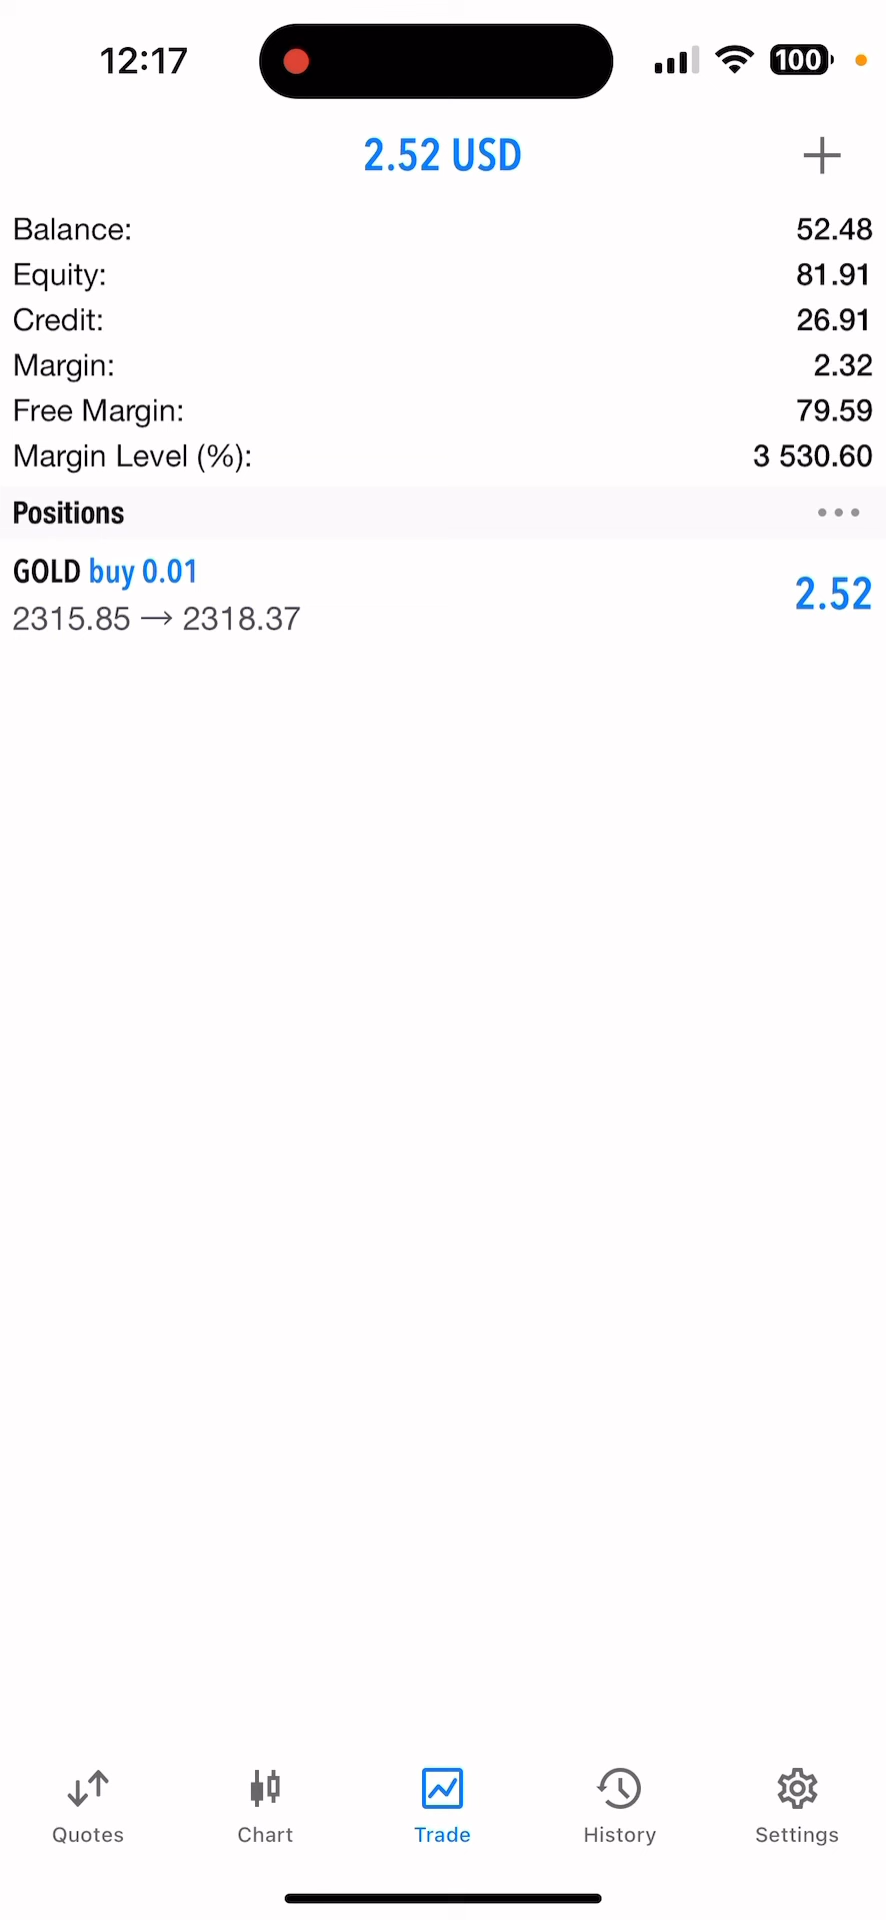 12:17 100
2.52 USD
Balance: 52.48
Equity: 81.91
Credit: 26.91
Margin: 2.32
Free Margin: 79.59
Margin Level (%): 3 530.60
Positions
GOLD buy 0.01
2315.85 → 2318.37 2.52
Quotes Chart Trade History Settings